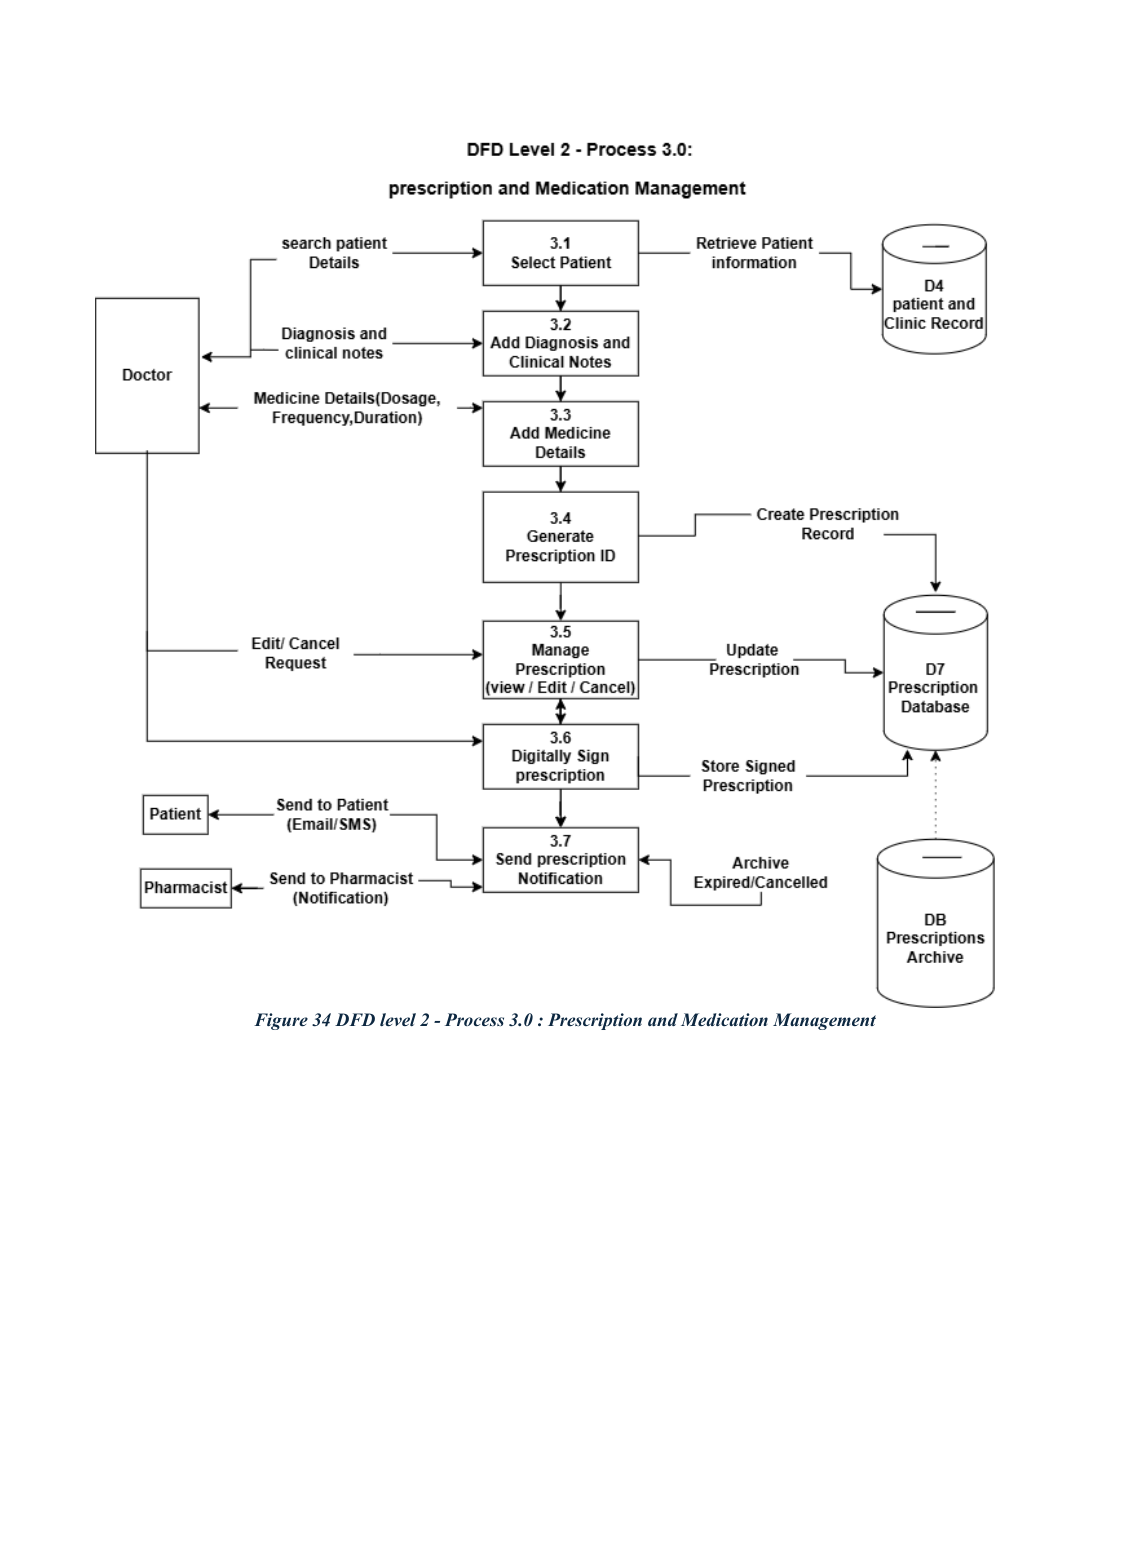 DFD Level 2 - Process 3.0:
prescription and Medication Management
search patient
Details
3.1
Select Patient
Retrieve Patient
information
D4
patient and
Clinic Record
Doctor
Diagnosis and
clinical notes
3.2
Add Diagnosis and
Clinical Notes
Medicine Details(Dosage,
Frequency,Duration)
3.3
Add Medicine
Details
3.4
Generate
Prescription ID
Create Prescription
Record
Edit/ Cancel
Request
3.5
Manage
Prescription
(view / Edit / Cancel)
Update
Prescription
D7
Prescription
Database
3.6
Digitally Sign
prescription
Store Signed
Prescription
Patient
Send to Patient
(Email/SMS)
3.7
Send prescription
Notification
Archive
Expired/Cancelled
Pharmacist
Send to Pharmacist
(Notification)
DB
Prescriptions
Archive
Figure 34 DFD level 2 - Process 3.0 : Prescription and Medication Management